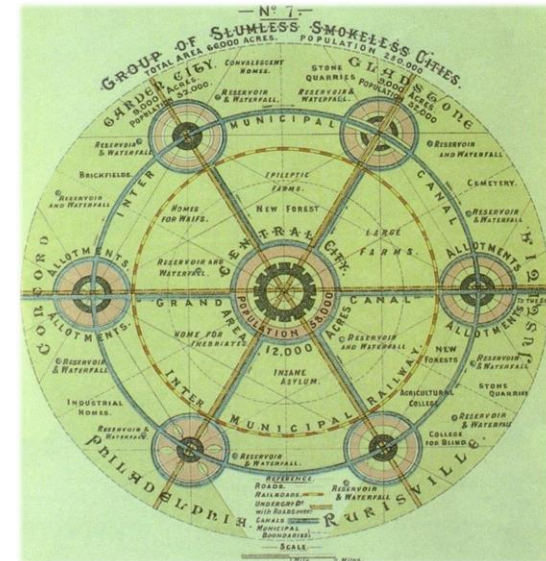 — No 7. —
GROUP OF SLUMLESS SMOKELESS CITIES.
TOTAL AREA 66000 ACRES. POPULATION 250,000
GARDEN CITY.
9,000 ACRES
POPULATION 32,000
CONVALESCENT
HOMES.
STONE
QUARRIES
GLADSTONE
9,000 ACRES
POPULATION
32,000
RESERVOIR
& WATERFALL
RESERVOIR &
WATERFALL.
INTER MUNICIPAL CANAL
RESERVOIR
& WATERFALL
RESERVOIR
AND WATERFALL
BRICKFIELDS.
RESERVOIR
AND WATERFALL
EPILEPTIC
FARMS.
CEMETERY.
HOMES
FOR WAIFS.
NEW FOREST
LARGE
FARMS.
RESERVOIR
& WATERFALL
RESERVOIR AND
WATERFALL.
CENTRAL CITY.
CONCORD
ALLOTMENTS.
ALLOTMENTS
JUSTITIA
GRAND CANAL
POPULATION 58,000
AREA 12,000 ACRES
ALLOTMENTS.
ALLOTMENTS
HOME FOR
INEBRIATES.
RESERVOIR
AND WATERFALL
NEW
FORESTS
RESERVOIR
& WATERFALL
RESERVOIR
& WATERFALL
INSANE
ASYLUM.
STONE
QUARRIES
AGRICULTURAL
COLLEGE
INDUSTRIAL
HOMES.
INTER MUNICIPAL RAILWAY.
RESERVOIR
& WATERFALL
RESERVOIR &
WATERFALL.
COLLEGE
FOR BLIND.
RESERVOIR
& WATERFALL.
PHILADELPHIA.
RURISVILLE.
REFERENCE
ROADS.
RAILROADS.
UNDERGRD DO
WITH ROADS OVER
CANALS
MUNICIPAL
BOUNDARIES
RESERVOIR
& WATERFALL
— SCALE —